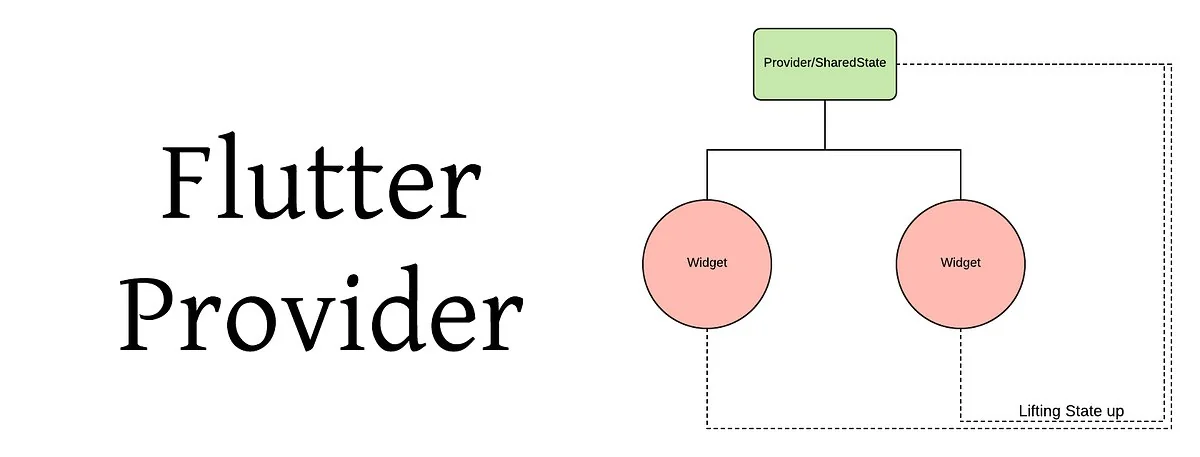 Flutter
Provider
Provider/SharedState
Widget
Widget
Lifting State up